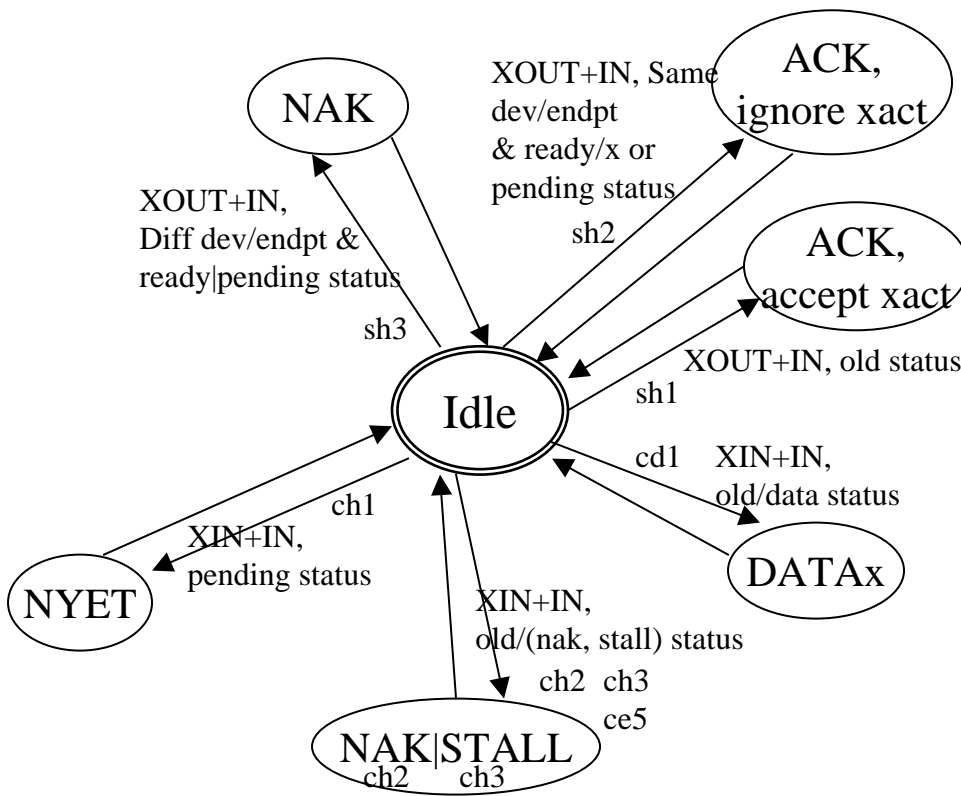 NAK
XOUT+IN, Same
dev/endpt
& ready/x or
pending status
sh2
ACK,
ignore xact
XOUT+IN,
Diff dev/endpt &
ready|pending status
sh3
ACK,
accept xact
XOUT+IN, old status
sh1
Idle
cd1
XIN+IN,
old/data status
DATAx
ch1
XIN+IN,
pending status
NYET
XIN+IN,
old/(nak, stall) status
ch2 ch3
ce5
NAK|STALL
ch2 ch3